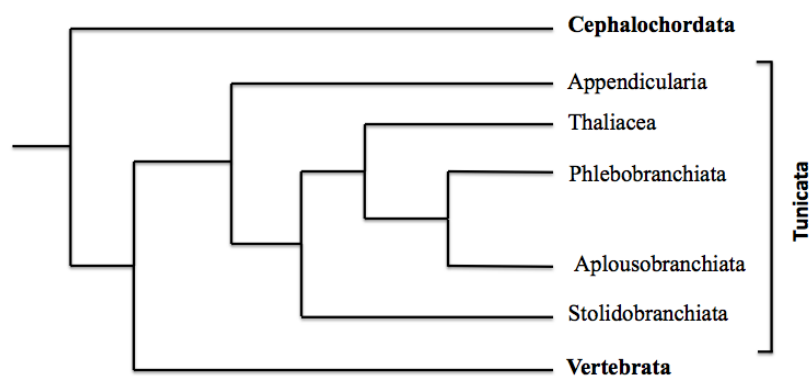 Cephalochordata
Appendicularia
Thaliacea
Phlebobranchiata
Aplousobranchiata
Stolidobranchiata
Vertebrata
Tunicata